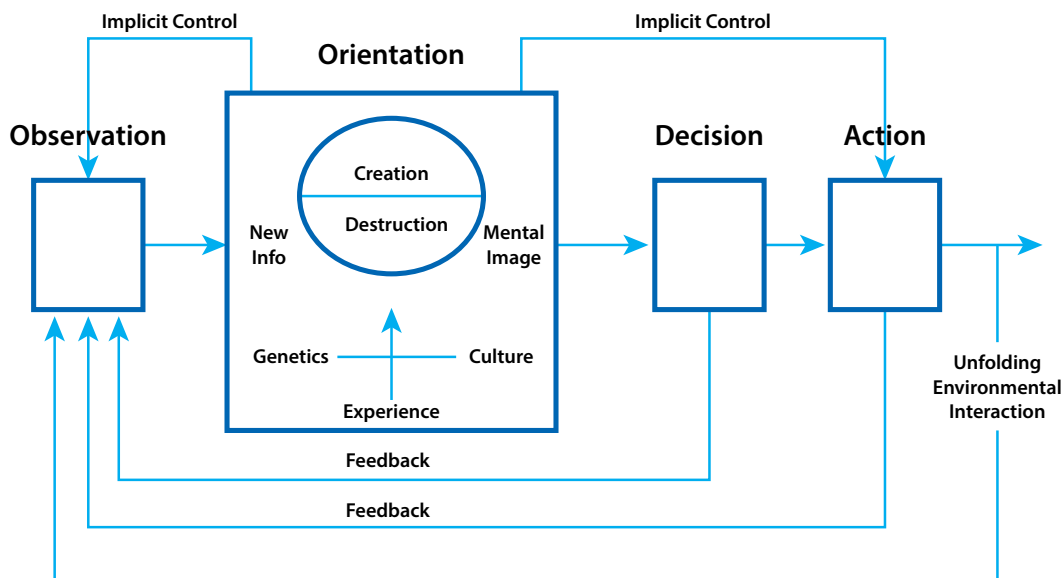 Implicit Control
Implicit Control
Orientation
Observation
Decision
Action
Creation
Destruction
New
Info
Mental
Image
Genetics
Culture
Experience
Unfolding
Environmental
Interaction
Feedback
Feedback